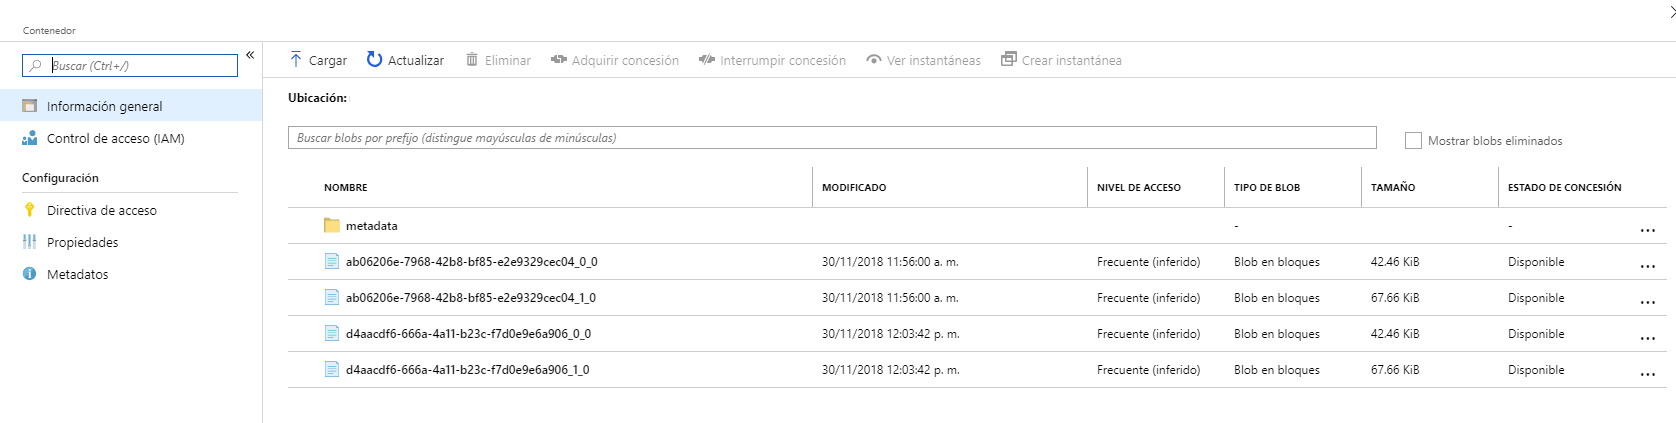 Contenedor
Buscar (Ctrl+/)
«
Información general
Control de acceso (IAM)
Configuración
Directiva de acceso
Propiedades
Metadatos
Cargar Actualizar Eliminar Adquirir concesión Interrumpir concesión Ver instantáneas Crear instantánea
Ubicación:
Buscar blobs por prefijo (distingue mayúsculas de minúsculas) Mostrar blobs eliminados
NOMBRE MODIFICADO NIVEL DE ACCESO TIPO DE BLOB TAMAÑO ESTADO DE CONCESIÓN
metadata - - ...
ab06206e-7968-42b8-bf85-e2e9329cec04_0_0 30/11/2018 11:56:00 a. m. Frecuente (inferido) Blob en bloques 42.46 KiB Disponible ...
ab06206e-7968-42b8-bf85-e2e9329cec04_1_0 30/11/2018 11:56:00 a. m. Frecuente (inferido) Blob en bloques 67.66 KiB Disponible ...
d4aacdf6-666a-4a11-b23c-f7d0e9e6a906_0_0 30/11/2018 12:03:42 p. m. Frecuente (inferido) Blob en bloques 42.46 KiB Disponible ...
d4aacdf6-666a-4a11-b23c-f7d0e9e6a906_1_0 30/11/2018 12:03:42 p. m. Frecuente (inferido) Blob en bloques 67.66 KiB Disponible ...